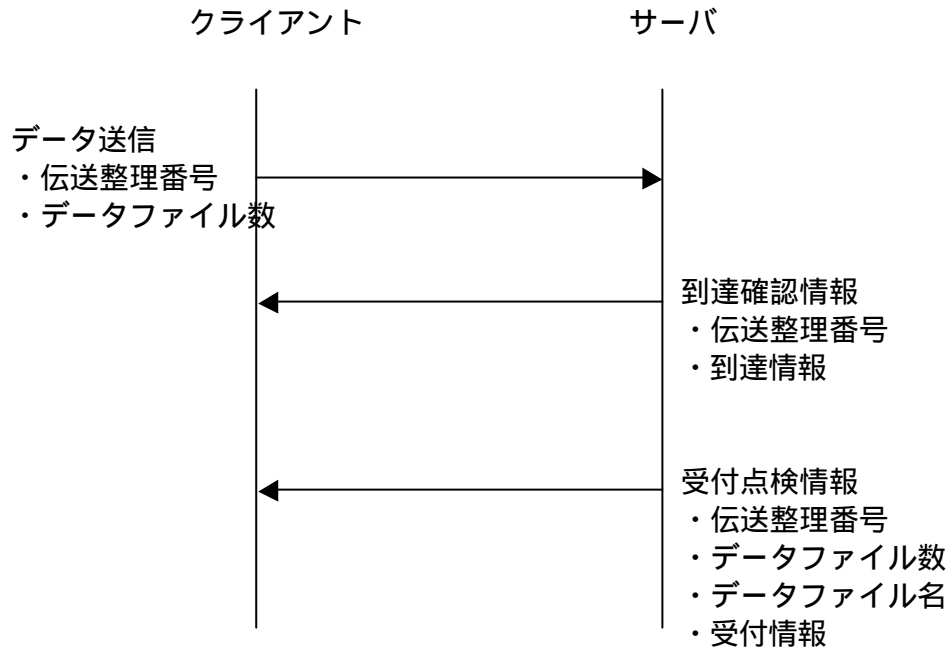 クライアント
サーバ
データ送信
・伝送整理番号
・データファイル数
到達確認情報
・伝送整理番号
・到達情報
受付点検情報
・伝送整理番号
・データファイル数
・データファイル名
・受付情報